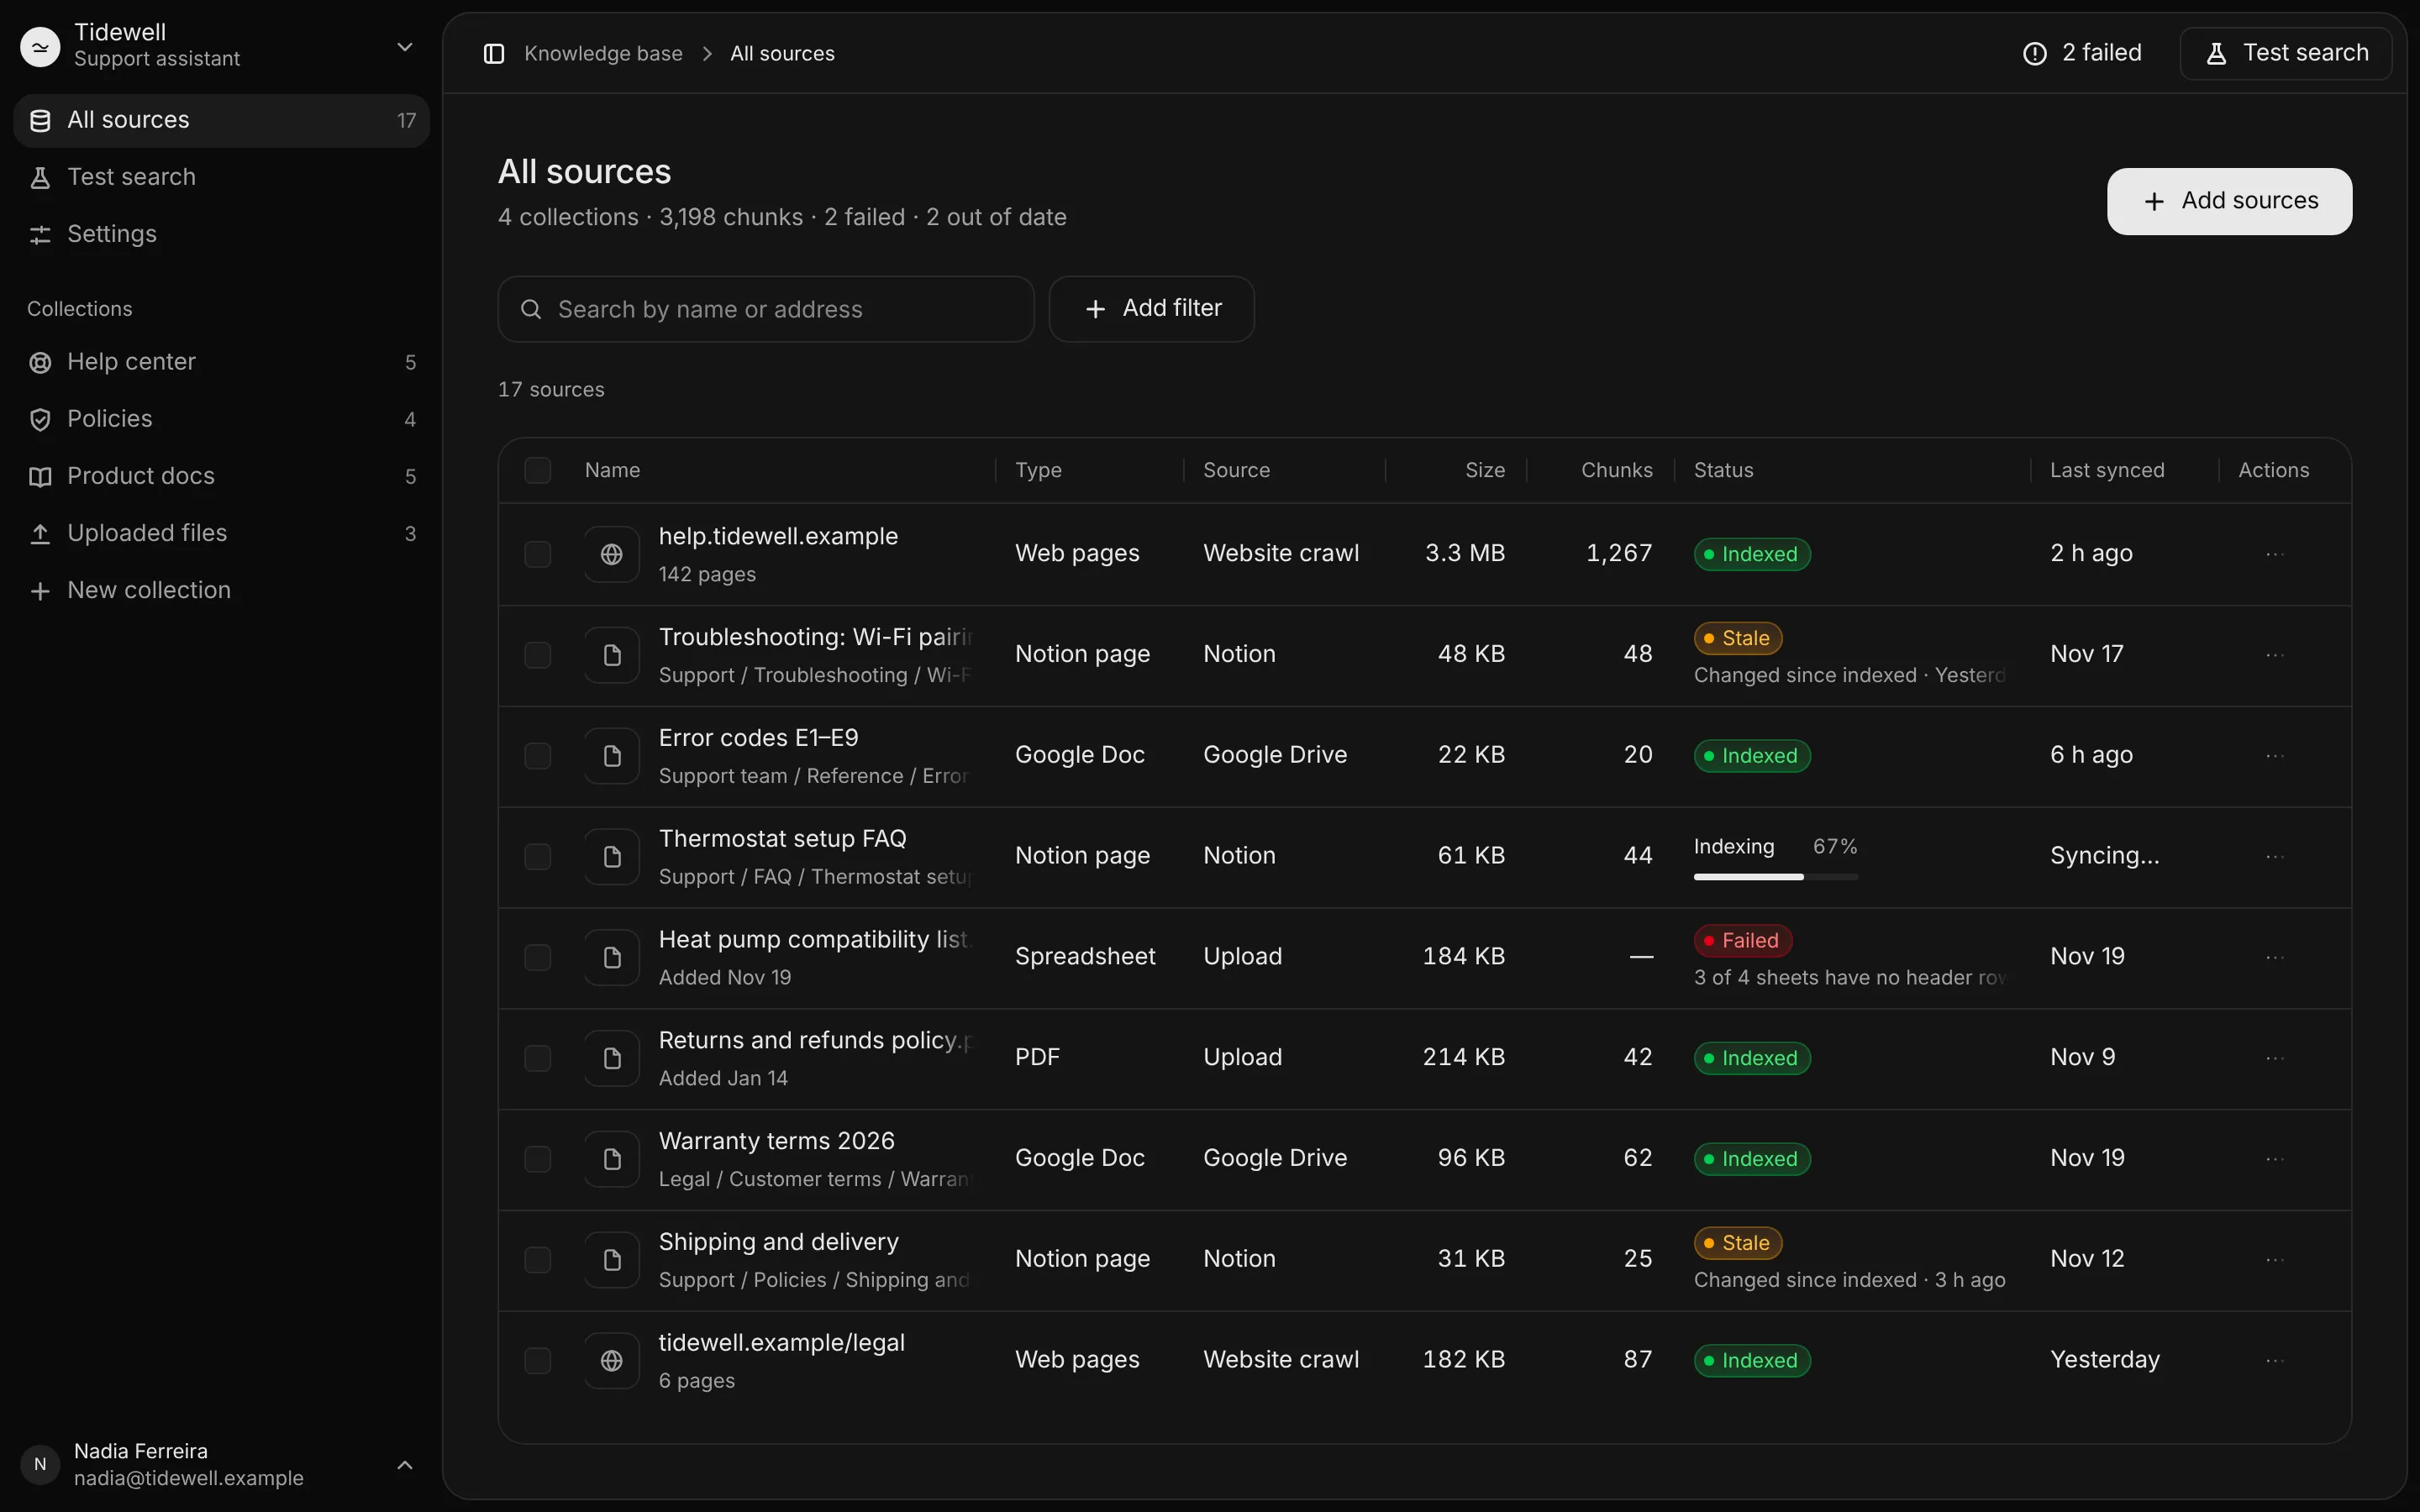 Tidewell
Support assistant
All sources 17
Test search
Settings
Collections
Help center 5
Policies 4
Product docs 5
Uploaded files 3
New collection
Nadia Ferreira
N
nadia@tidewell.example
Knowledge base All sources
2 failed
Test search
All sources
4 collections · 3,198 chunks · 2 failed · 2 out of date
Add sources
Search by name or address
Add filter
17 sources
Name Type Source Size Chunks Status Last synced Actions
help.tidewell.example
142 pages
Web pages Website crawl 3.3 MB 1,267 Indexed 2 h ago
Troubleshooting: Wi-Fi
Support / Troubleshooting /
Notion page Notion 48 KB 48 Stale
Changed since indexed ·
Nov 17
Error codes E1–E9
Support team / Reference / Error
Google Doc Google Drive 22 KB 20 Indexed 6 h ago
Thermostat setup FAQ
Support / FAQ / Thermostat setup
Notion page Notion 61 KB 44 Indexing 67% Syncing...
Heat pump compatibility list.
Added Nov 19
Spreadsheet Upload 184 KB — Failed
3 of 4 sheets have no header row
Nov 19
Returns and refunds policy.
Added Jan 14
PDF Upload 214 KB 42 Indexed Nov 9
Warranty terms 2026
Legal / Customer terms /
Google Doc Google Drive 96 KB 62 Indexed Nov 19
Shipping and delivery
Support / Policies / Shipping and
Notion page Notion 31 KB 25 Stale
Changed since indexed · 3 h ago
Nov 12
tidewell.example/legal
6 pages
Web pages Website crawl 182 KB 87 Indexed Yesterday